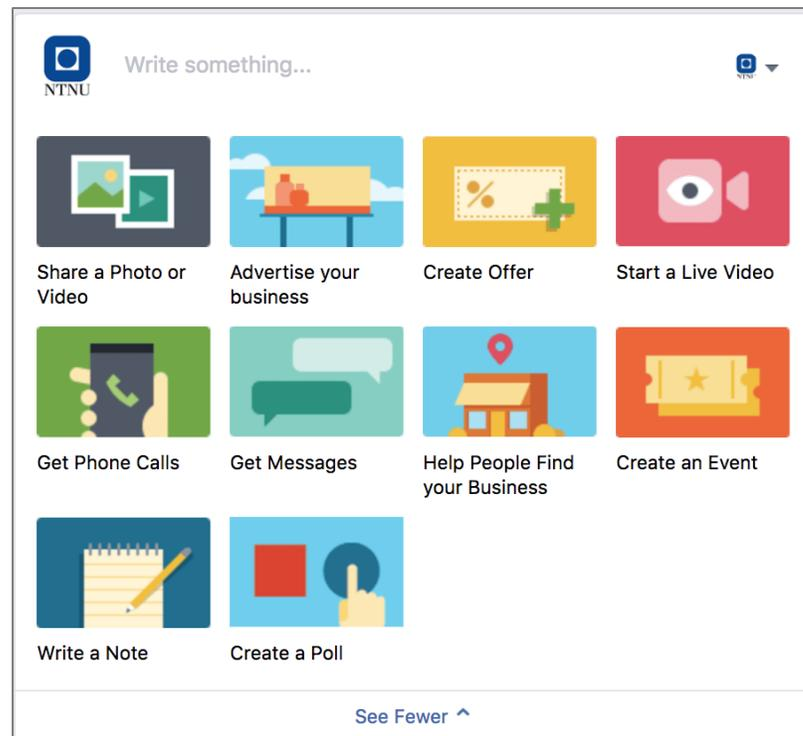 Write something...
NTNU
NTNU
Share a Photo or
Video
Advertise your
business
Create Offer
Start a Live Video
Get Phone Calls
Get Messages
Help People Find
your Business
Create an Event
Write a Note
Create a Poll
See Fewer